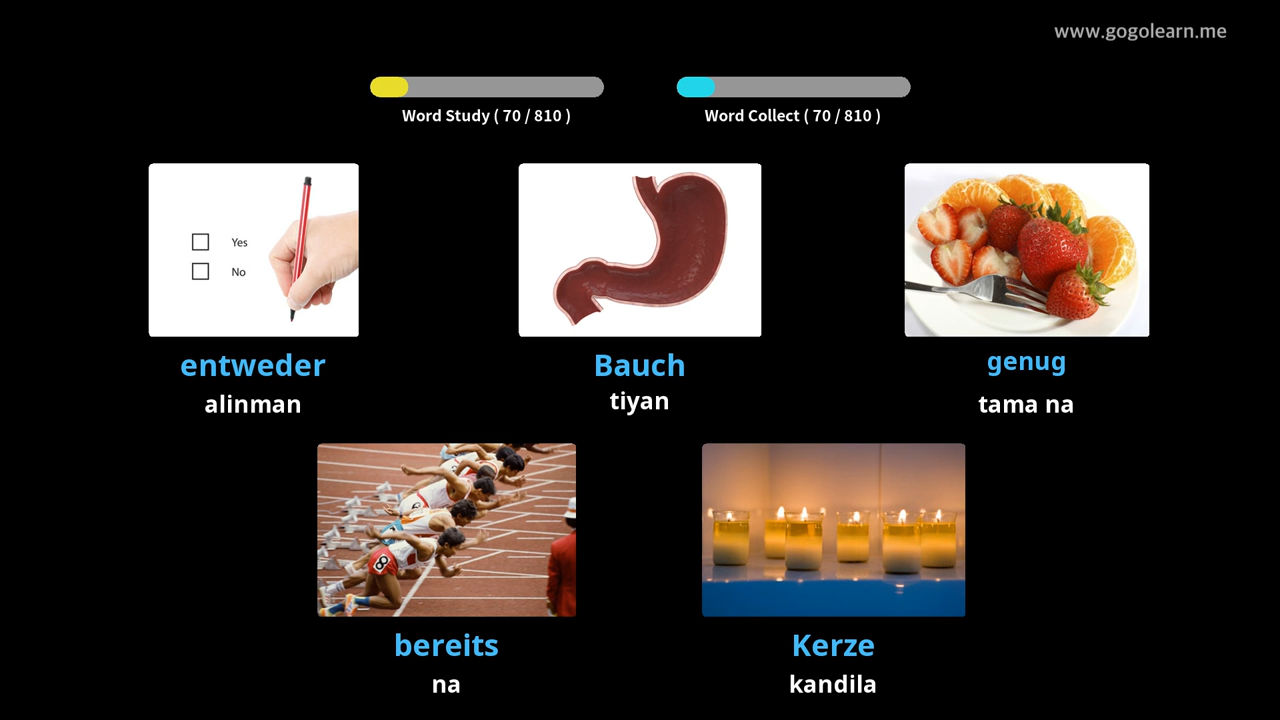 www.gogolearn.me
Word Study ( 70 / 810 )
Word Collect ( 70 / 810 )
Yes
No
entweder
alinman
Bauch
tiyan
genug
tama na
8
bereits
na
Kerze
kandila